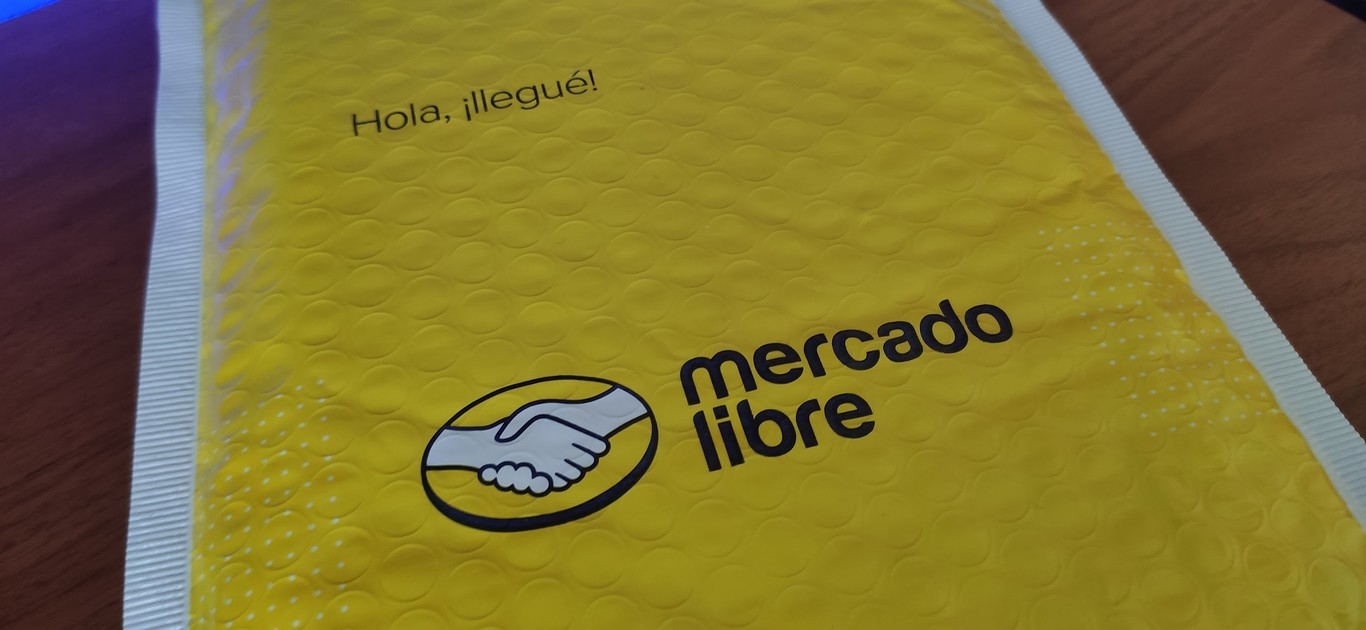 Hola, ¡llegué!
mercado
libre